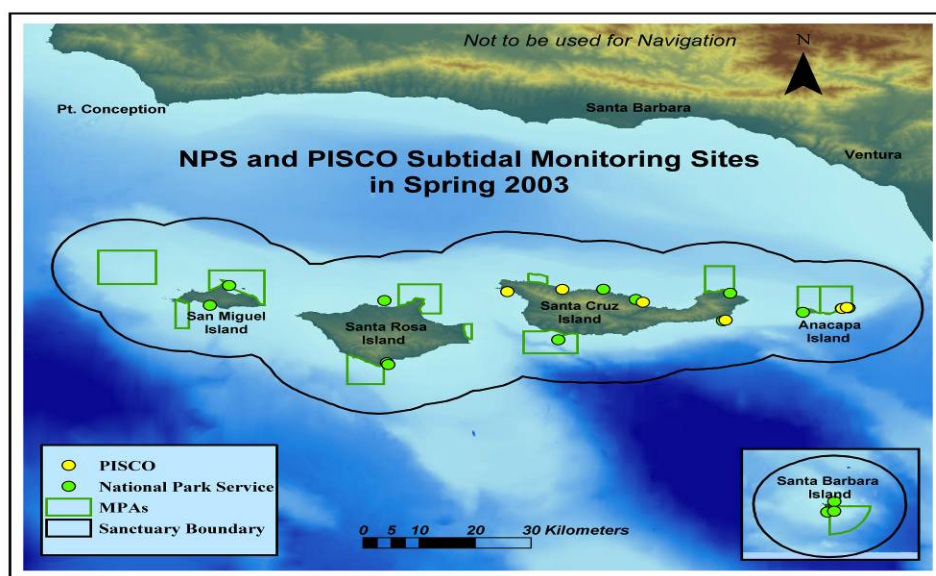 Not to be used for Navigation
N
Pt. Conception
Santa Barbara
Ventura
NPS and PISCO Subtidal Monitoring Sites
in Spring 2003
San Miguel
Island
Santa Rosa
Island
Santa Cruz
Island
Anacapa
Island
PISCO
National Park Service
MPAs
Sanctuary Boundary
0 5 10 20 30 Kilometers
Santa Barbara
Island